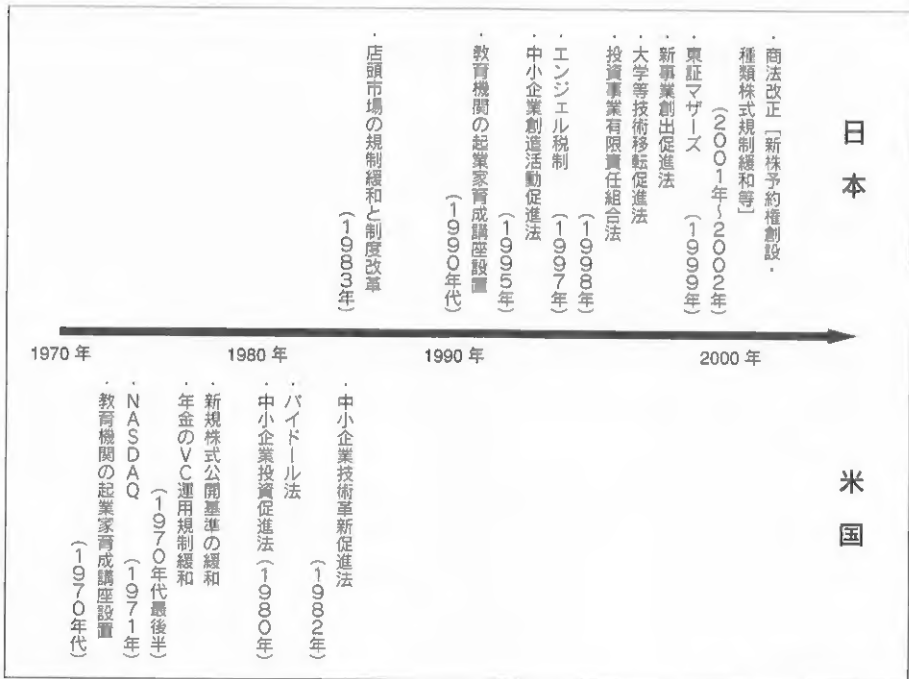 日本
・商法改正［新株予約権創設・
種類株式規制緩和等］
（2001年～2002年）
・東証マザーズ （1999年）
・新事業創出促進法
・大学等技術移転促進法
・投資事業有限責任組合法
（1998年）
・エンジェル税制 （1997年）
・中小企業創造活動促進法
（1995年）
・教育機関の起業家育成講座設置
（1990年代）
・店頭市場の規制緩和と制度改革
（1983年）
1970年
1980年
1990年
2000年
米国
・中小企業技術革新促進法
（1982年）
・バイドール法
・中小企業投資促進法（1980年）
・新規株式公開基準の緩和
・年金のVC運用規制緩和
（1970年代最後半）
・NASDAQ （1971年）
・教育機関の起業家育成講座設置
（1970年代）